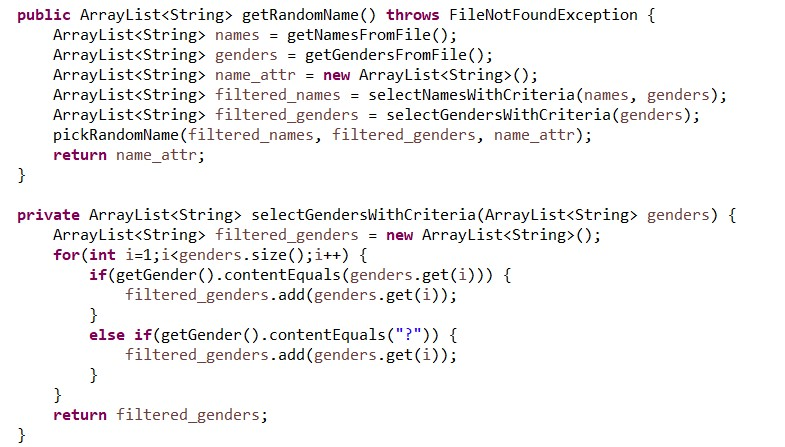 public ArrayList<String> getRandomName() throws FileNotFoundException {
    ArrayList<String> names = getNamesFromFile();
    ArrayList<String> genders = getGendersFromFile();
    ArrayList<String> name_attr = new ArrayList<String>();
    ArrayList<String> filtered_names = selectNamesWithCriteria(names, genders);
    ArrayList<String> filtered_genders = selectGendersWithCriteria(genders);
    pickRandomName(filtered_names, filtered_genders, name_attr);
    return name_attr;
}

private ArrayList<String> selectGendersWithCriteria(ArrayList<String> genders) {
    ArrayList<String> filtered_genders = new ArrayList<String>();
    for(int i=1;i<genders.size();i++) {
        if(getGender().contentEquals(genders.get(i))) {
            filtered_genders.add(genders.get(i));
        }
        else if(getGender().contentEquals("?")) {
            filtered_genders.add(genders.get(i));
        }
    }
    return filtered_genders;
}